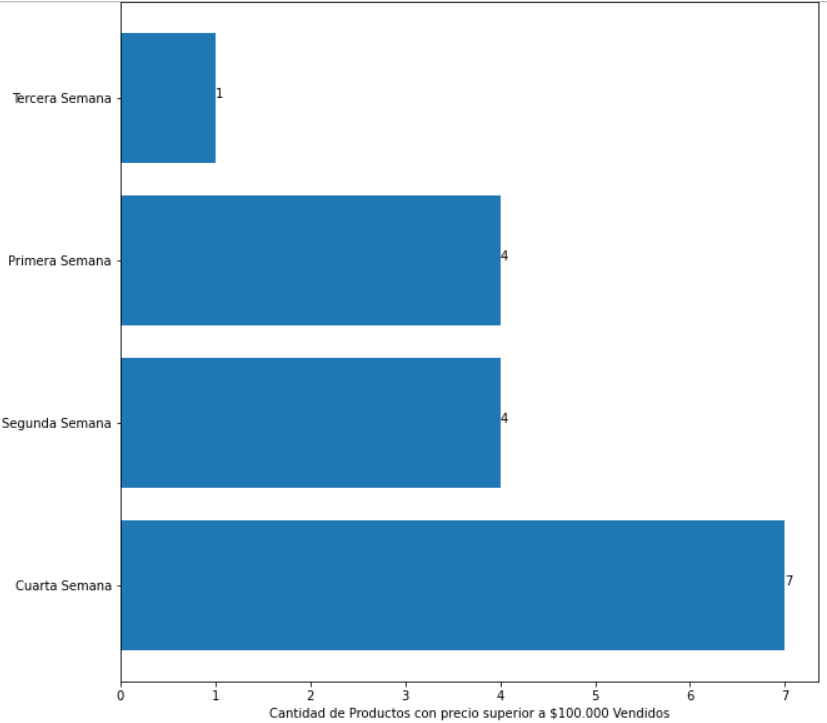 Tercera Semana
1
Primera Semana
4
Segunda Semana
4
Cuarta Semana
7
0 1 2 3 4 5 6 7
Cantidad de Productos con precio superior a $100.000 Vendidos